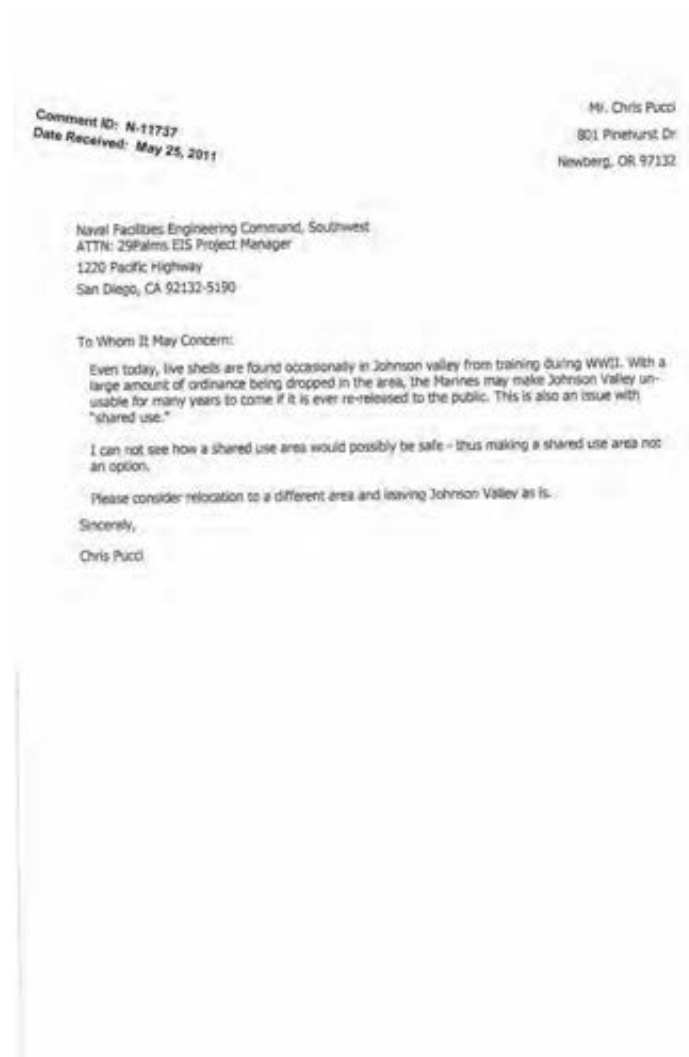 Comment ID: N-11737
Date Received: May 25, 2011
Mr. Chris Pucci
801 Pinehurst Dr
Newberg, OR 97132
Naval Facilities Engineering Command, Southwest
ATTN: 29Palms EIS Project Manager
1220 Pacific Highway
San Diego, CA 92132-5190
To Whom It May Concern:
Even today, live shells are found occasionally in Johnson valley from training during WWII. With a
large amount of ordinance being dropped in the area, the Marines may make Johnson Valley un-
usable for many years to come if it is ever re-released to the public. This is also an issue with
"shared use."
I can not see how a shared use area would possibly be safe - thus making a shared use area not
an option.
Please consider relocation to a different area and leaving Johnson Valley as is.
Sincerely,
Chris Pucci